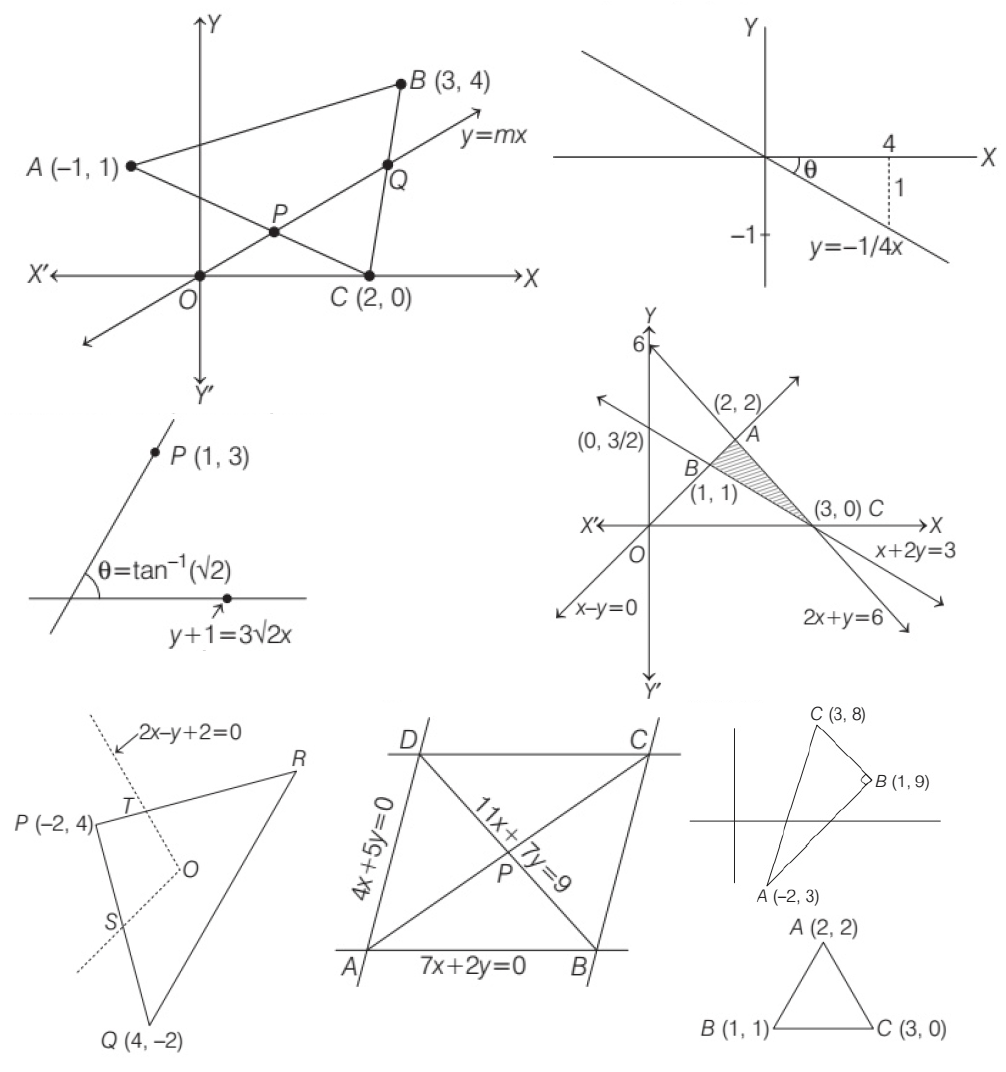 Y
B (3, 4)
y=mx
A (–1, 1)
Q
P
X′
X
O
C (2, 0)
Y′
Y
4
X
θ
1
–1
y=–1/4x
P (1, 3)
θ=tan⁻¹(√2)
y+1=3√2x
Y
6
(2, 2)
A
(0, 3/2)
B
(1, 1)
(3, 0) C
X′
X
O
x+2y=3
x–y=0
2x+y=6
Y′
2x–y+2=0
R
T
P (–2, 4)
O
S
Q (4, –2)
D
C
4x+5y=0
11x+7y=9
P
A
7x+2y=0
B
C (3, 8)
B (1, 9)
A (–2, 3)
A (2, 2)
B (1, 1)
C (3, 0)